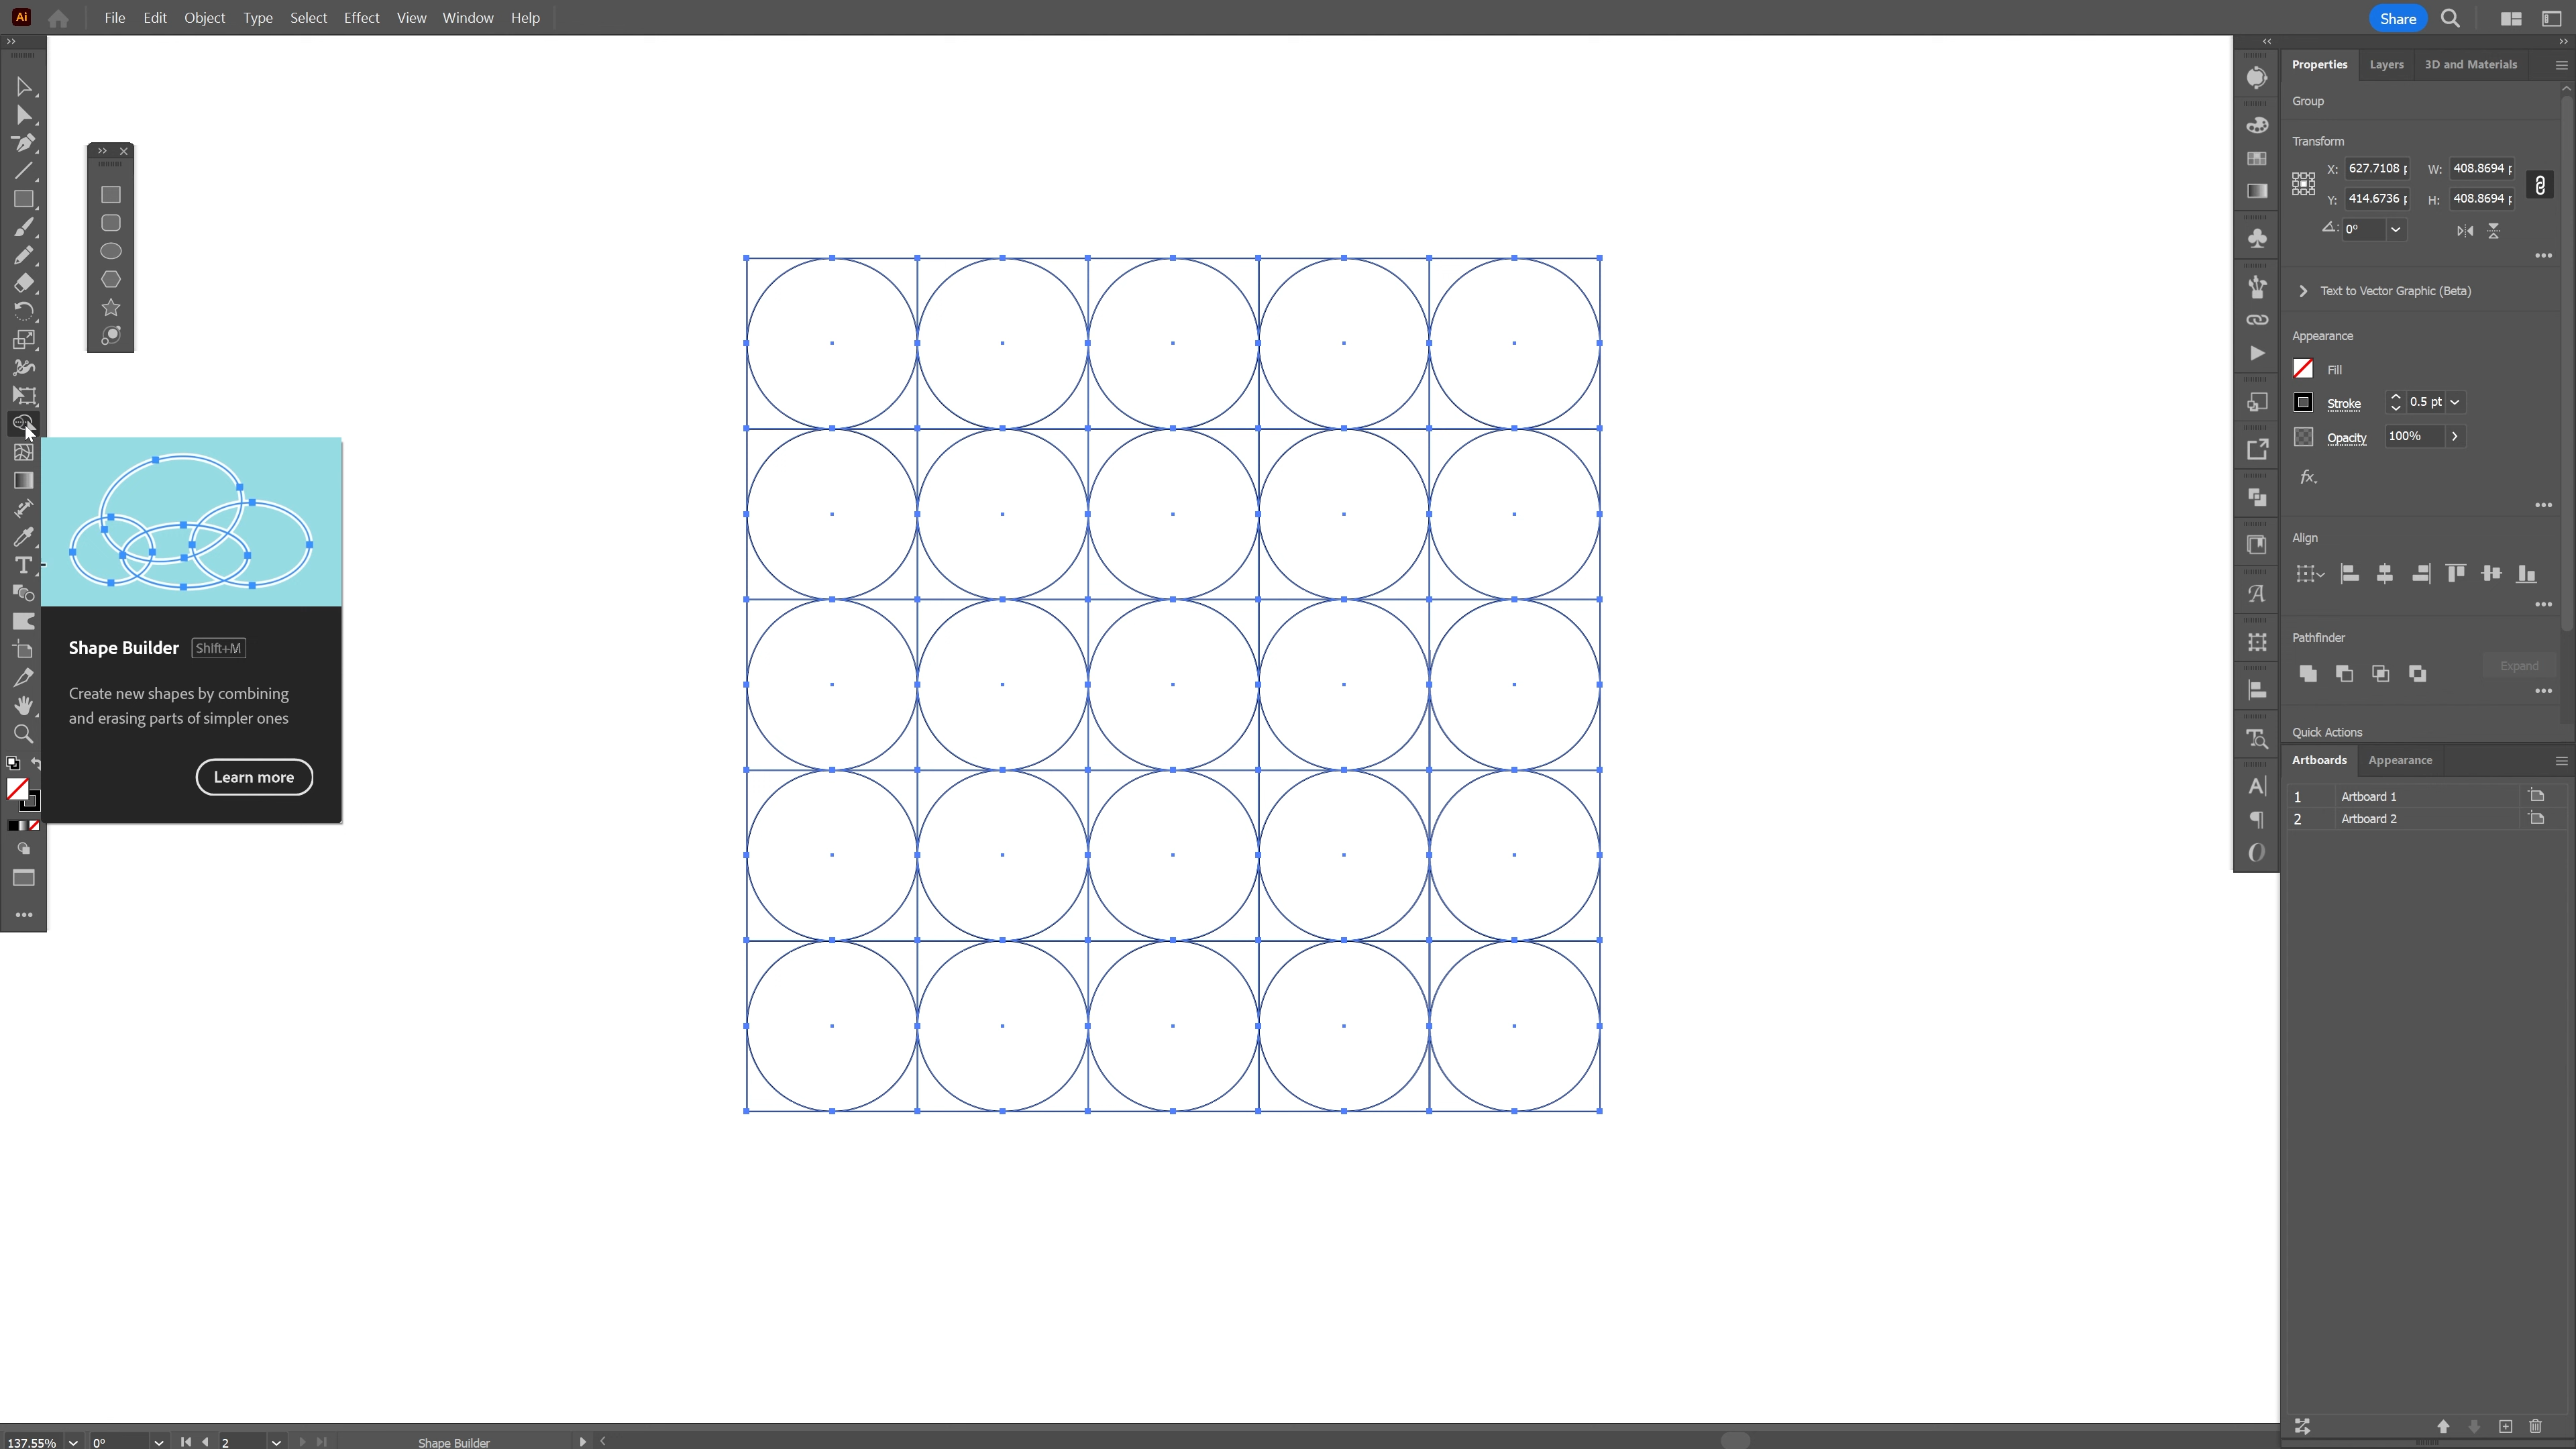 Ai File Edit Object Type Select Effect View Window Help Share
Properties Layers 3D and Materials
Group
Transform
X: 627.7108 p W: 408.8694 p
Y: 414.6736 p H: 408.8694 p
0°
Text to Vector Graphic (Beta)
Appearance
Fill
Stroke 0.5 pt
Opacity 100%
fx.
Align
Pathfinder
Expand
Quick Actions
Shape Builder Shift+M
Create new shapes by combining
and erasing parts of simpler ones
Learn more
Artboards Appearance
1 Artboard 1
2 Artboard 2
137.55% 0° 2 Shape Builder